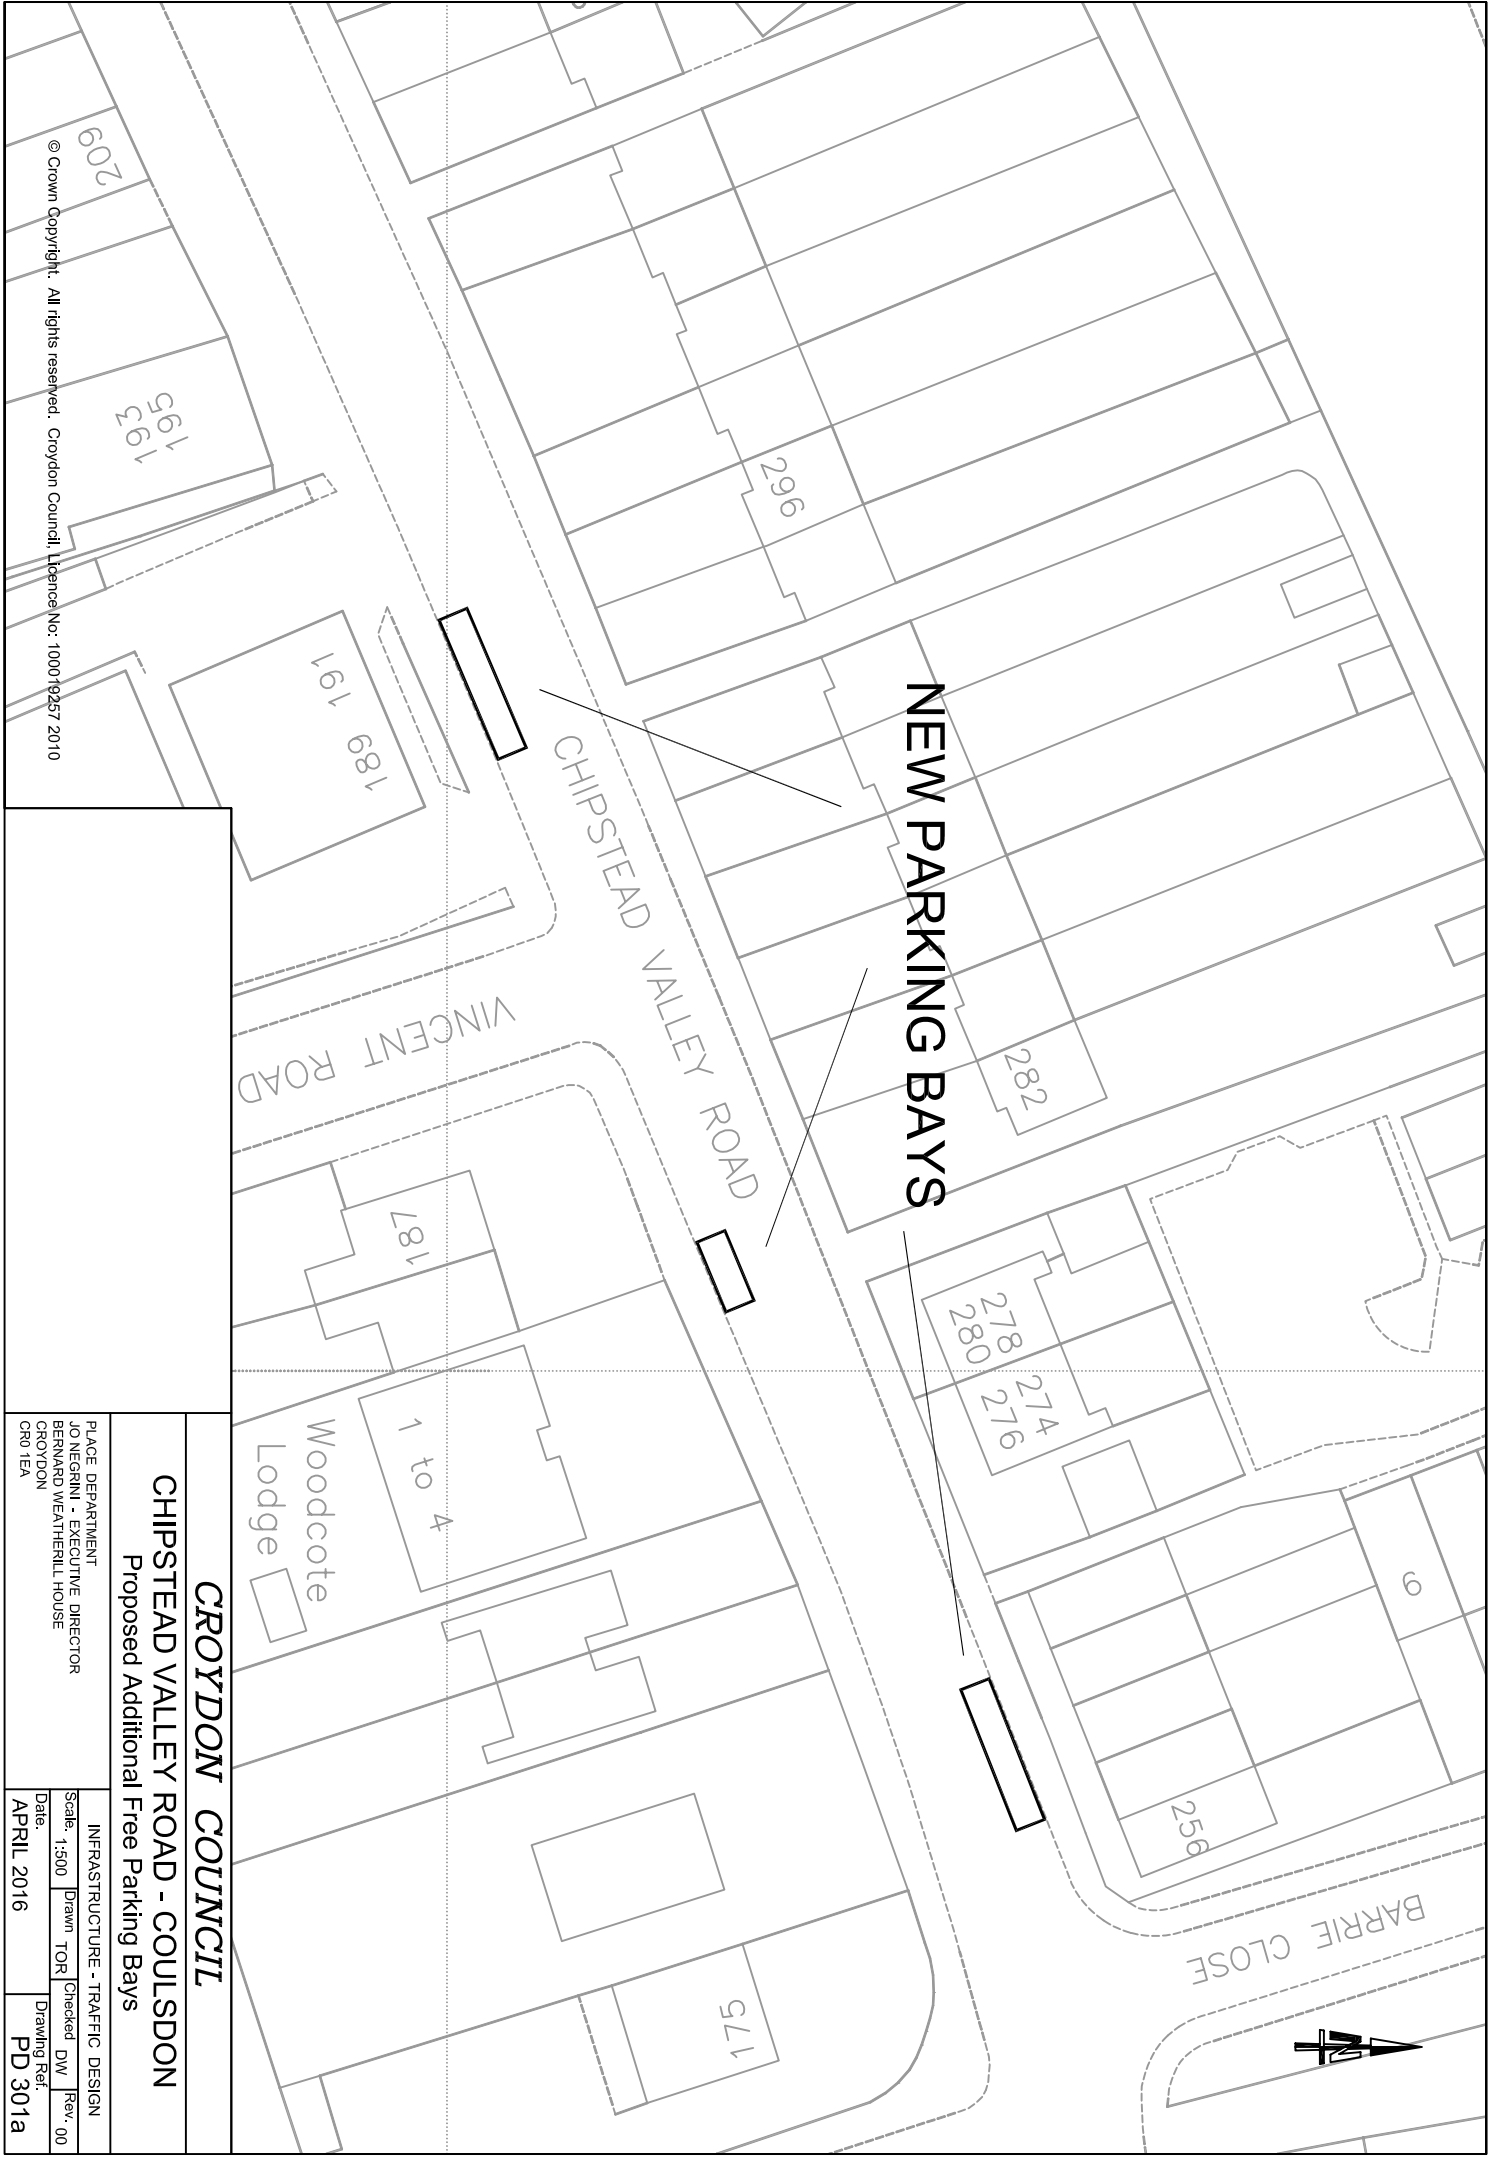 NEW PARKING BAYS
CHIPSTEAD VALLEY ROAD
VINCENT ROAD
BARRIE CLOSE
209
195
193
191
189
187
296
282
278
280
274
276
9
256
175
1 to 4
Woodcote
Lodge
N
© Crown Copyright. All rights reserved. Croydon Council, Licence No: 100019257 2010
CROYDON COUNCIL
CHIPSTEAD VALLEY ROAD - COULSDON
Proposed Additional Free Parking Bays
PLACE DEPARTMENT
JO NEGRINI - EXECUTIVE DIRECTOR
BERNARD WEATHERILL HOUSE
CROYDON
CR0 1EA
INFRASTRUCTURE - TRAFFIC DESIGN
Scale. 1:500 Drawn TOR Checked DW Rev. 00
Date. APRIL 2016
Drawing Ref. PD 301a